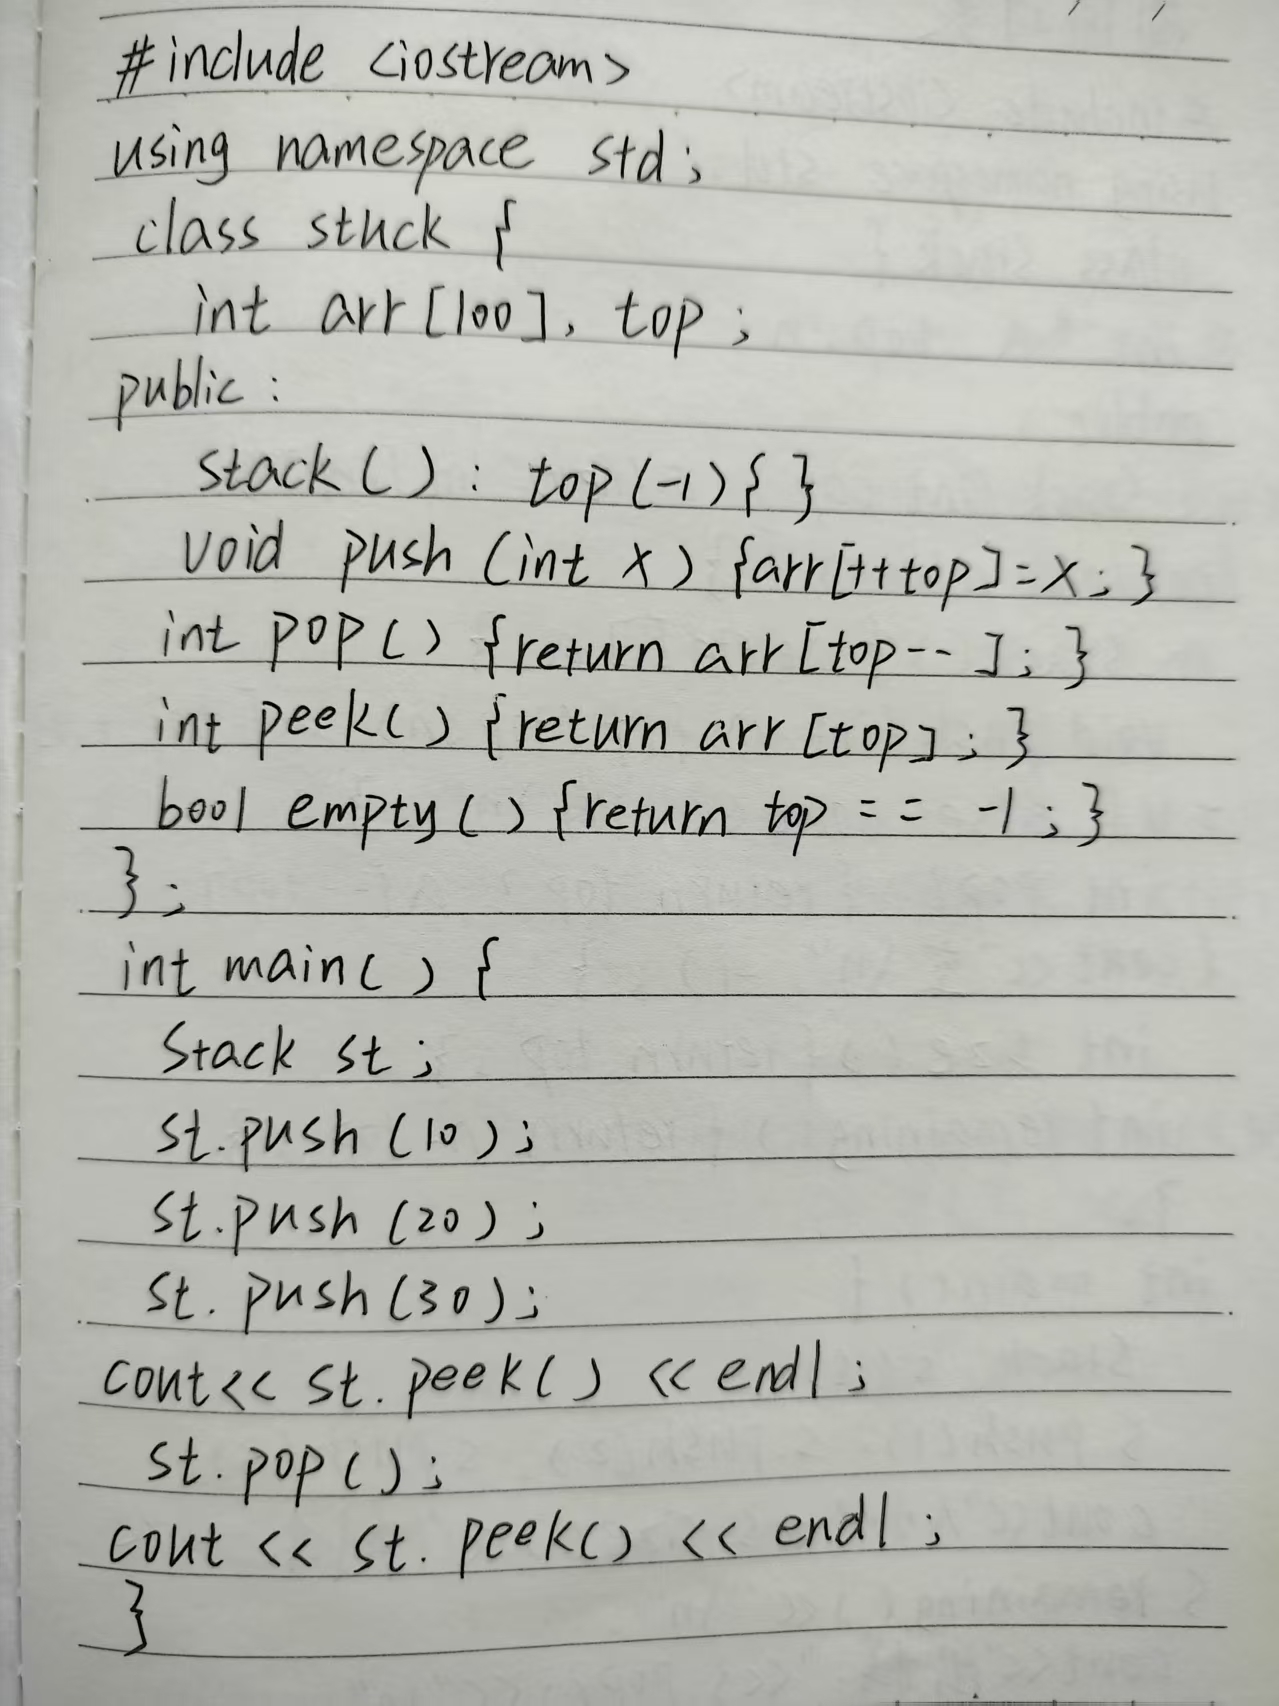 #include <iostream>
using namespace std;
class stuck {
int arr[100], top;
public:
stack() : top(-1){}
void push (int x) {arr[++top]=x;}
int pop() {return arr[top--];}
int peek() {return arr[top];}
bool empty() {return top == -1;}
};
int main() {
Stack st;
st.push(10);
st.push(20);
st.push(30);
cout<< st.peek() << endl;
st.pop();
cout << st.peek() << endl;
}